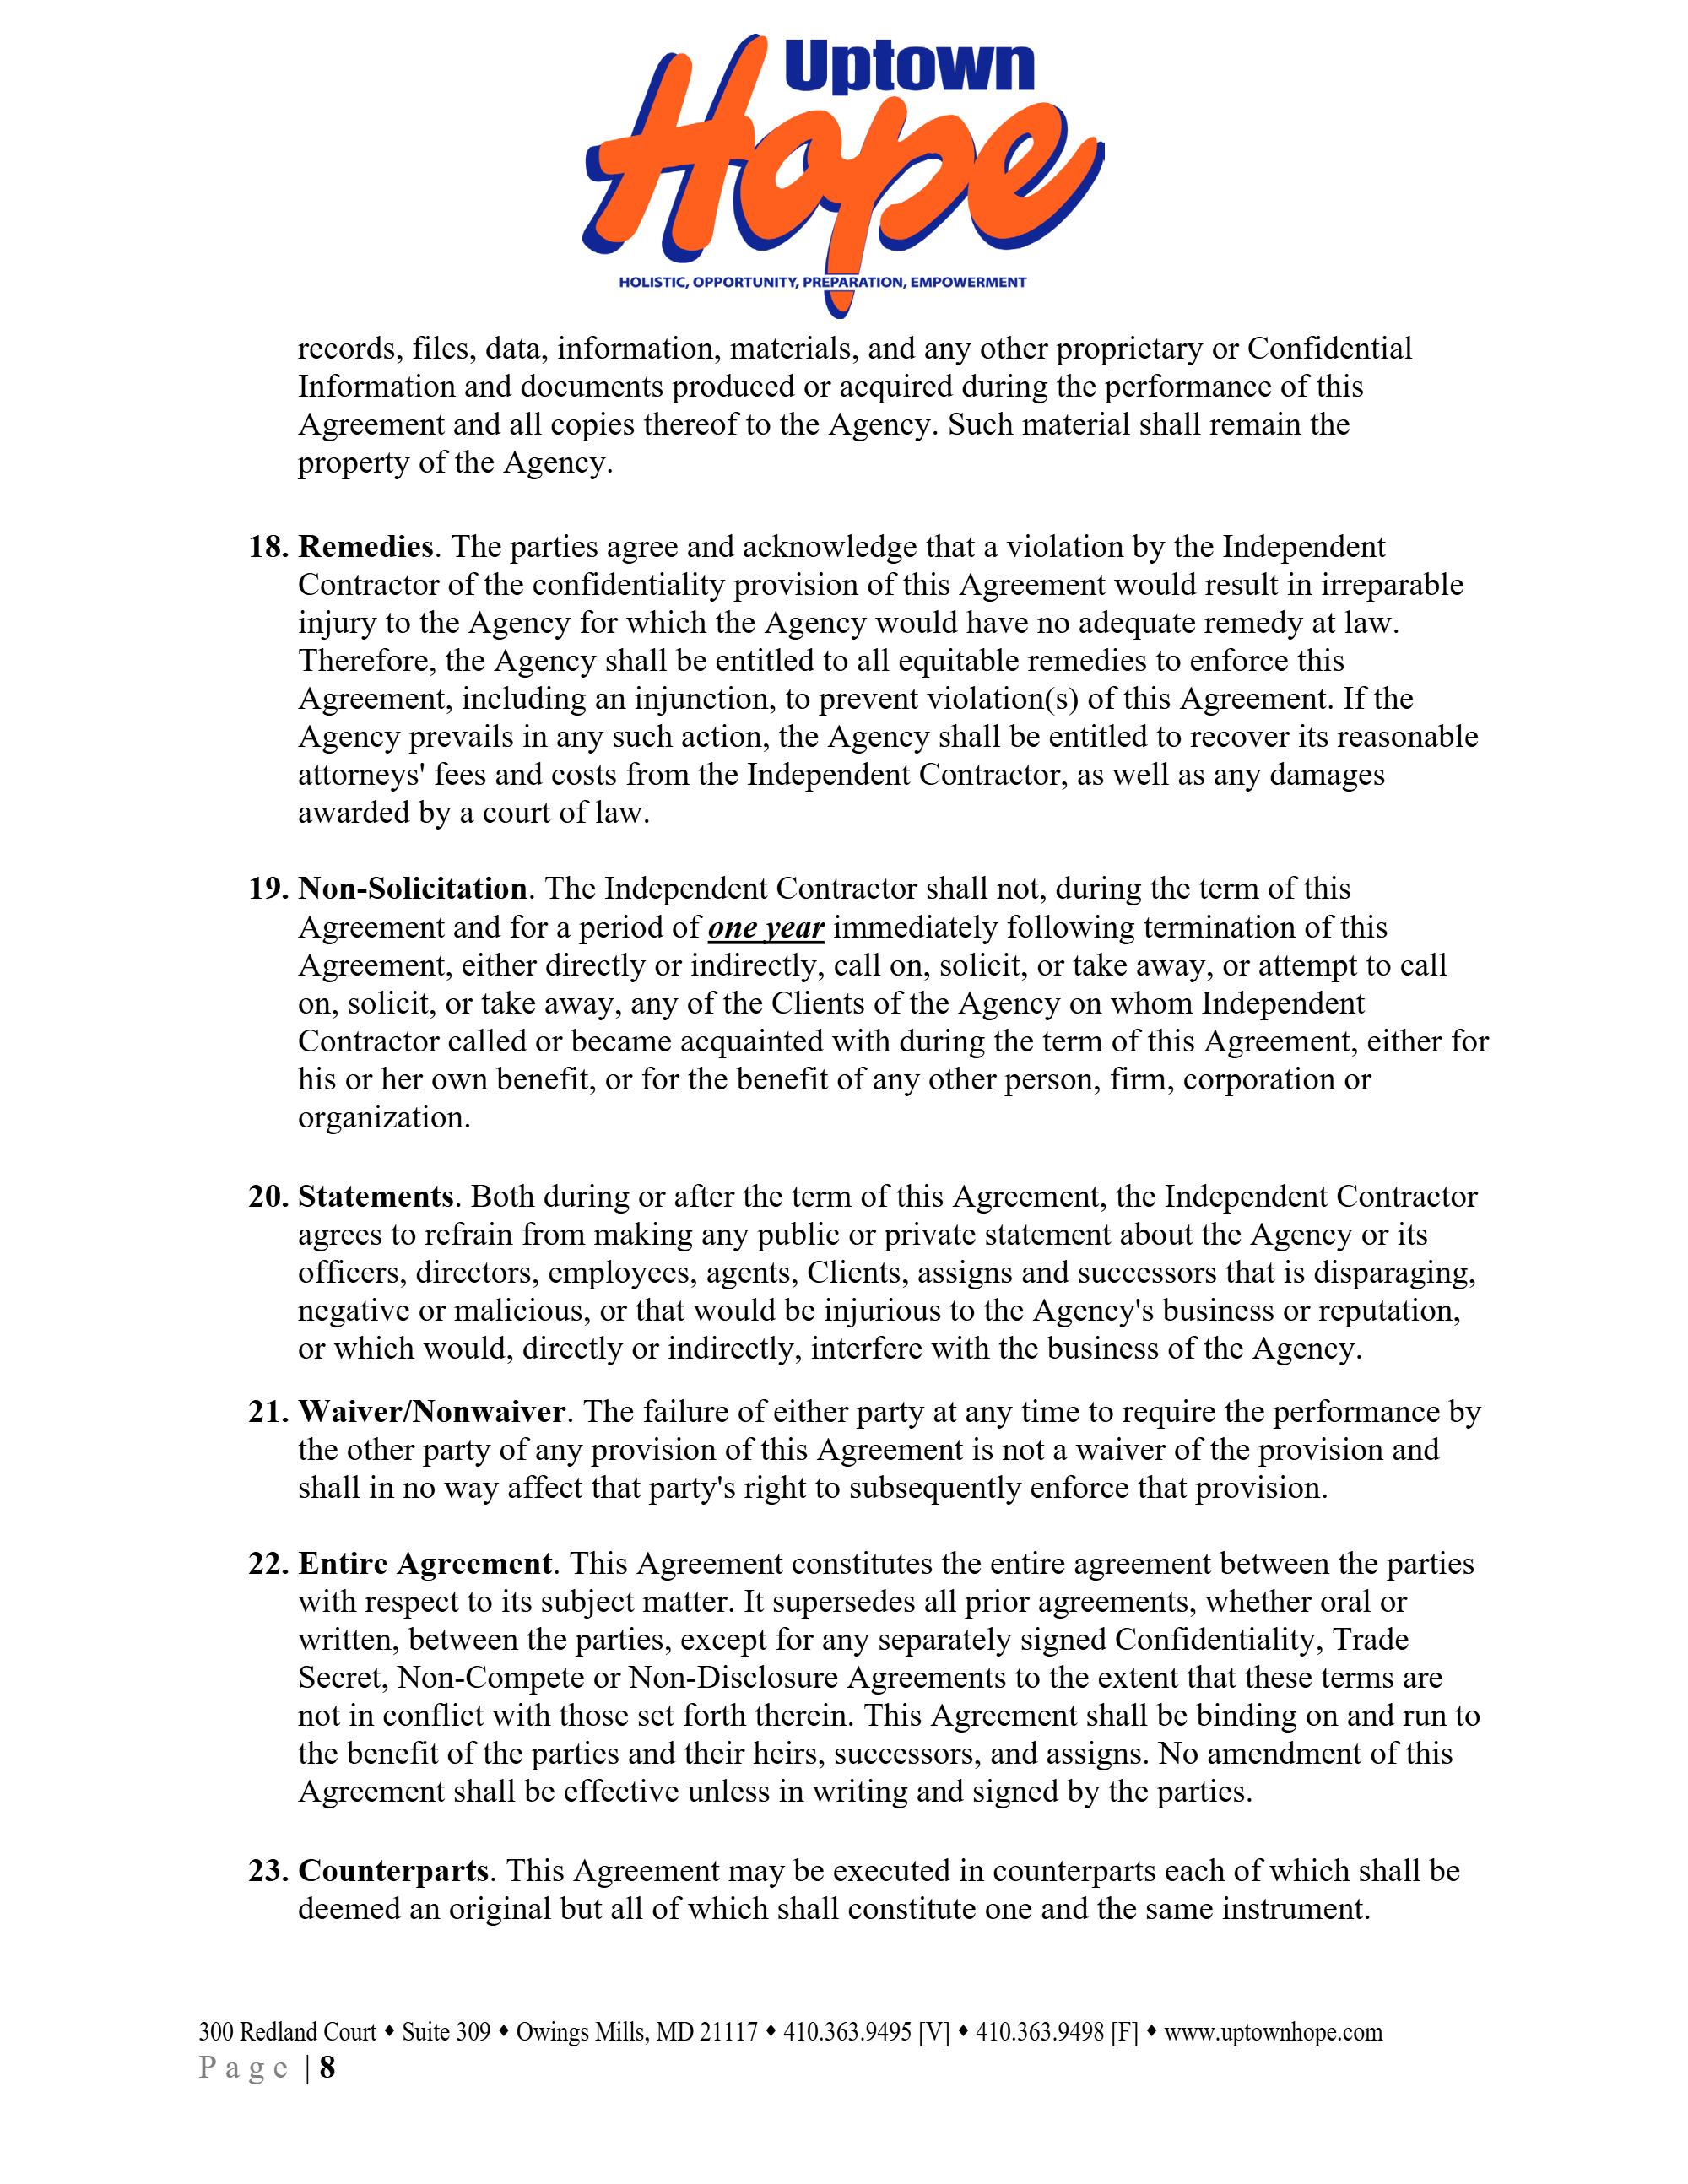 Uptown
Hope
HOLISTIC, OPPORTUNITY, PREPARATION, EMPOWERMENT
records, files, data, information, materials, and any other proprietary or Confidential
Information and documents produced or acquired during the performance of this
Agreement and all copies thereof to the Agency. Such material shall remain the
property of the Agency.
18. Remedies. The parties agree and acknowledge that a violation by the Independent
Contractor of the confidentiality provision of this Agreement would result in irreparable
injury to the Agency for which the Agency would have no adequate remedy at law.
Therefore, the Agency shall be entitled to all equitable remedies to enforce this
Agreement, including an injunction, to prevent violation(s) of this Agreement. If the
Agency prevails in any such action, the Agency shall be entitled to recover its reasonable
attorneys' fees and costs from the Independent Contractor, as well as any damages
awarded by a court of law.
19. Non-Solicitation. The Independent Contractor shall not, during the term of this
Agreement and for a period of one year immediately following termination of this
Agreement, either directly or indirectly, call on, solicit, or take away, or attempt to call
on, solicit, or take away, any of the Clients of the Agency on whom Independent
Contractor called or became acquainted with during the term of this Agreement, either for
his or her own benefit, or for the benefit of any other person, firm, corporation or
organization.
20. Statements. Both during or after the term of this Agreement, the Independent Contractor
agrees to refrain from making any public or private statement about the Agency or its
officers, directors, employees, agents, Clients, assigns and successors that is disparaging,
negative or malicious, or that would be injurious to the Agency's business or reputation,
or which would, directly or indirectly, interfere with the business of the Agency.
21. Waiver/Nonwaiver. The failure of either party at any time to require the performance by
the other party of any provision of this Agreement is not a waiver of the provision and
shall in no way affect that party's right to subsequently enforce that provision.
22. Entire Agreement. This Agreement constitutes the entire agreement between the parties
with respect to its subject matter. It supersedes all prior agreements, whether oral or
written, between the parties, except for any separately signed Confidentiality, Trade
Secret, Non-Compete or Non-Disclosure Agreements to the extent that these terms are
not in conflict with those set forth therein. This Agreement shall be binding on and run to
the benefit of the parties and their heirs, successors, and assigns. No amendment of this
Agreement shall be effective unless in writing and signed by the parties.
23. Counterparts. This Agreement may be executed in counterparts each of which shall be
deemed an original but all of which shall constitute one and the same instrument.
300 Redland Court ♦ Suite 309 ♦ Owings Mills, MD 21117 ♦ 410.363.9495 [V] ♦ 410.363.9498 [F] ♦ www.uptownhope.com
P a g e | 8